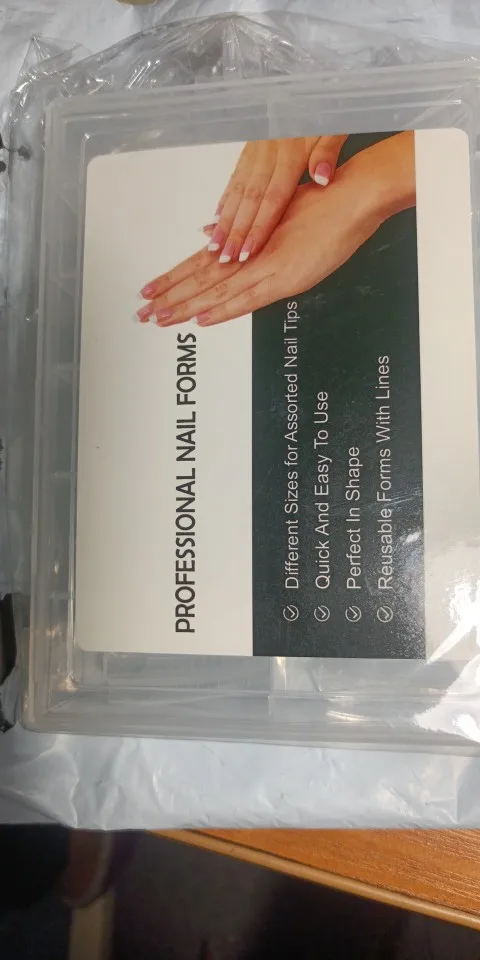 PROFESSIONAL NAIL FORMS
Different Sizes for Assorted Nail Tips
Quick And Easy To Use
Perfect In Shape
Reusable Forms With Lines